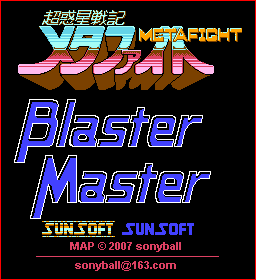 超惑星戦記
メタファイト
METAFIGHT
Blaster
Master
SUNSOFT SUNSOFT
MAP © 2007 sonyball
sonyball@163.com